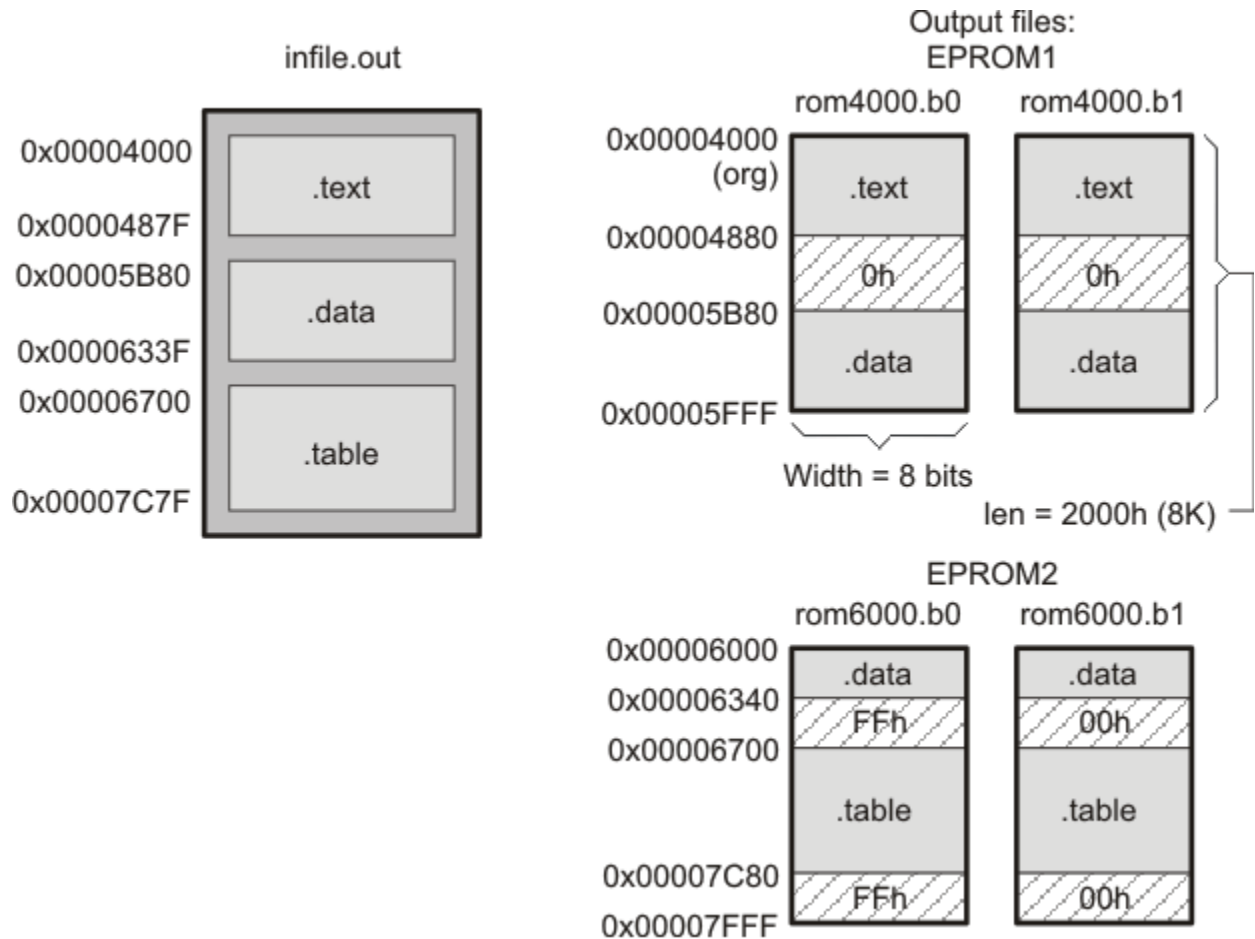 infile.out
0x00004000
.text
0x0000487F
0x00005B80
.data
0x0000633F
0x00006700
.table
0x00007C7F
Output files:
EPROM1
rom4000.b0 rom4000.b1
0x00004000
(org)
.text .text
0x00004880
0h 0h
0x00005B80
.data .data
0x00005FFF
Width = 8 bits
len = 2000h (8K)
EPROM2
rom6000.b0 rom6000.b1
0x00006000
.data .data
0x00006340
FFh 00h
0x00006700
.table .table
0x00007C80
FFh 00h
0x00007FFF